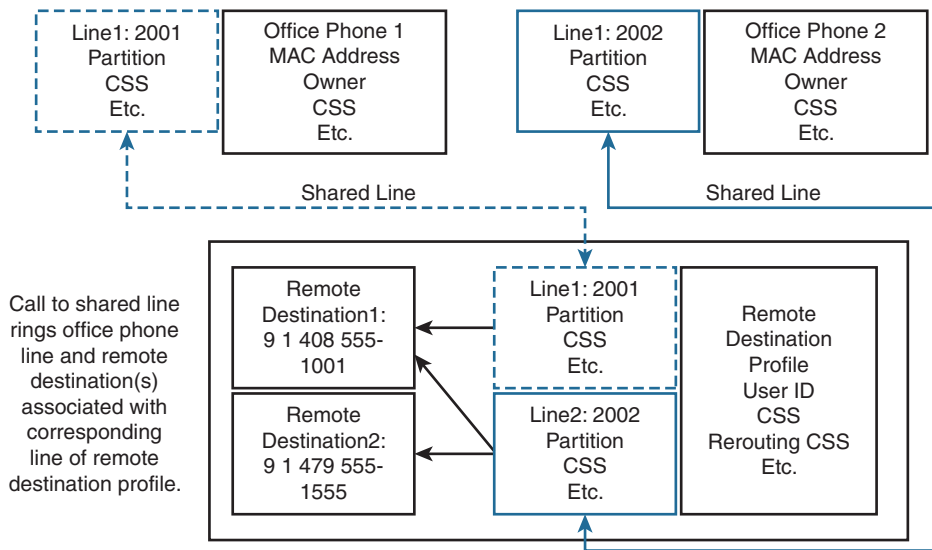 Line1: 2001
Partition
CSS
Etc.
Office Phone 1
MAC Address
Owner
CSS
Etc.
Line1: 2002
Partition
CSS
Etc.
Office Phone 2
MAC Address
Owner
CSS
Etc.
Shared Line
Shared Line
Call to shared line
rings office phone
line and remote
destination(s)
associated with
corresponding
line of remote
destination profile.
Remote
Destination1:
9 1 408 555-
1001
Remote
Destination2:
9 1 479 555-
1555
Line1: 2001
Partition
CSS
Etc.
Line2: 2002
Partition
CSS
Etc.
Remote
Destination
Profile
User ID
CSS
Rerouting CSS
Etc.